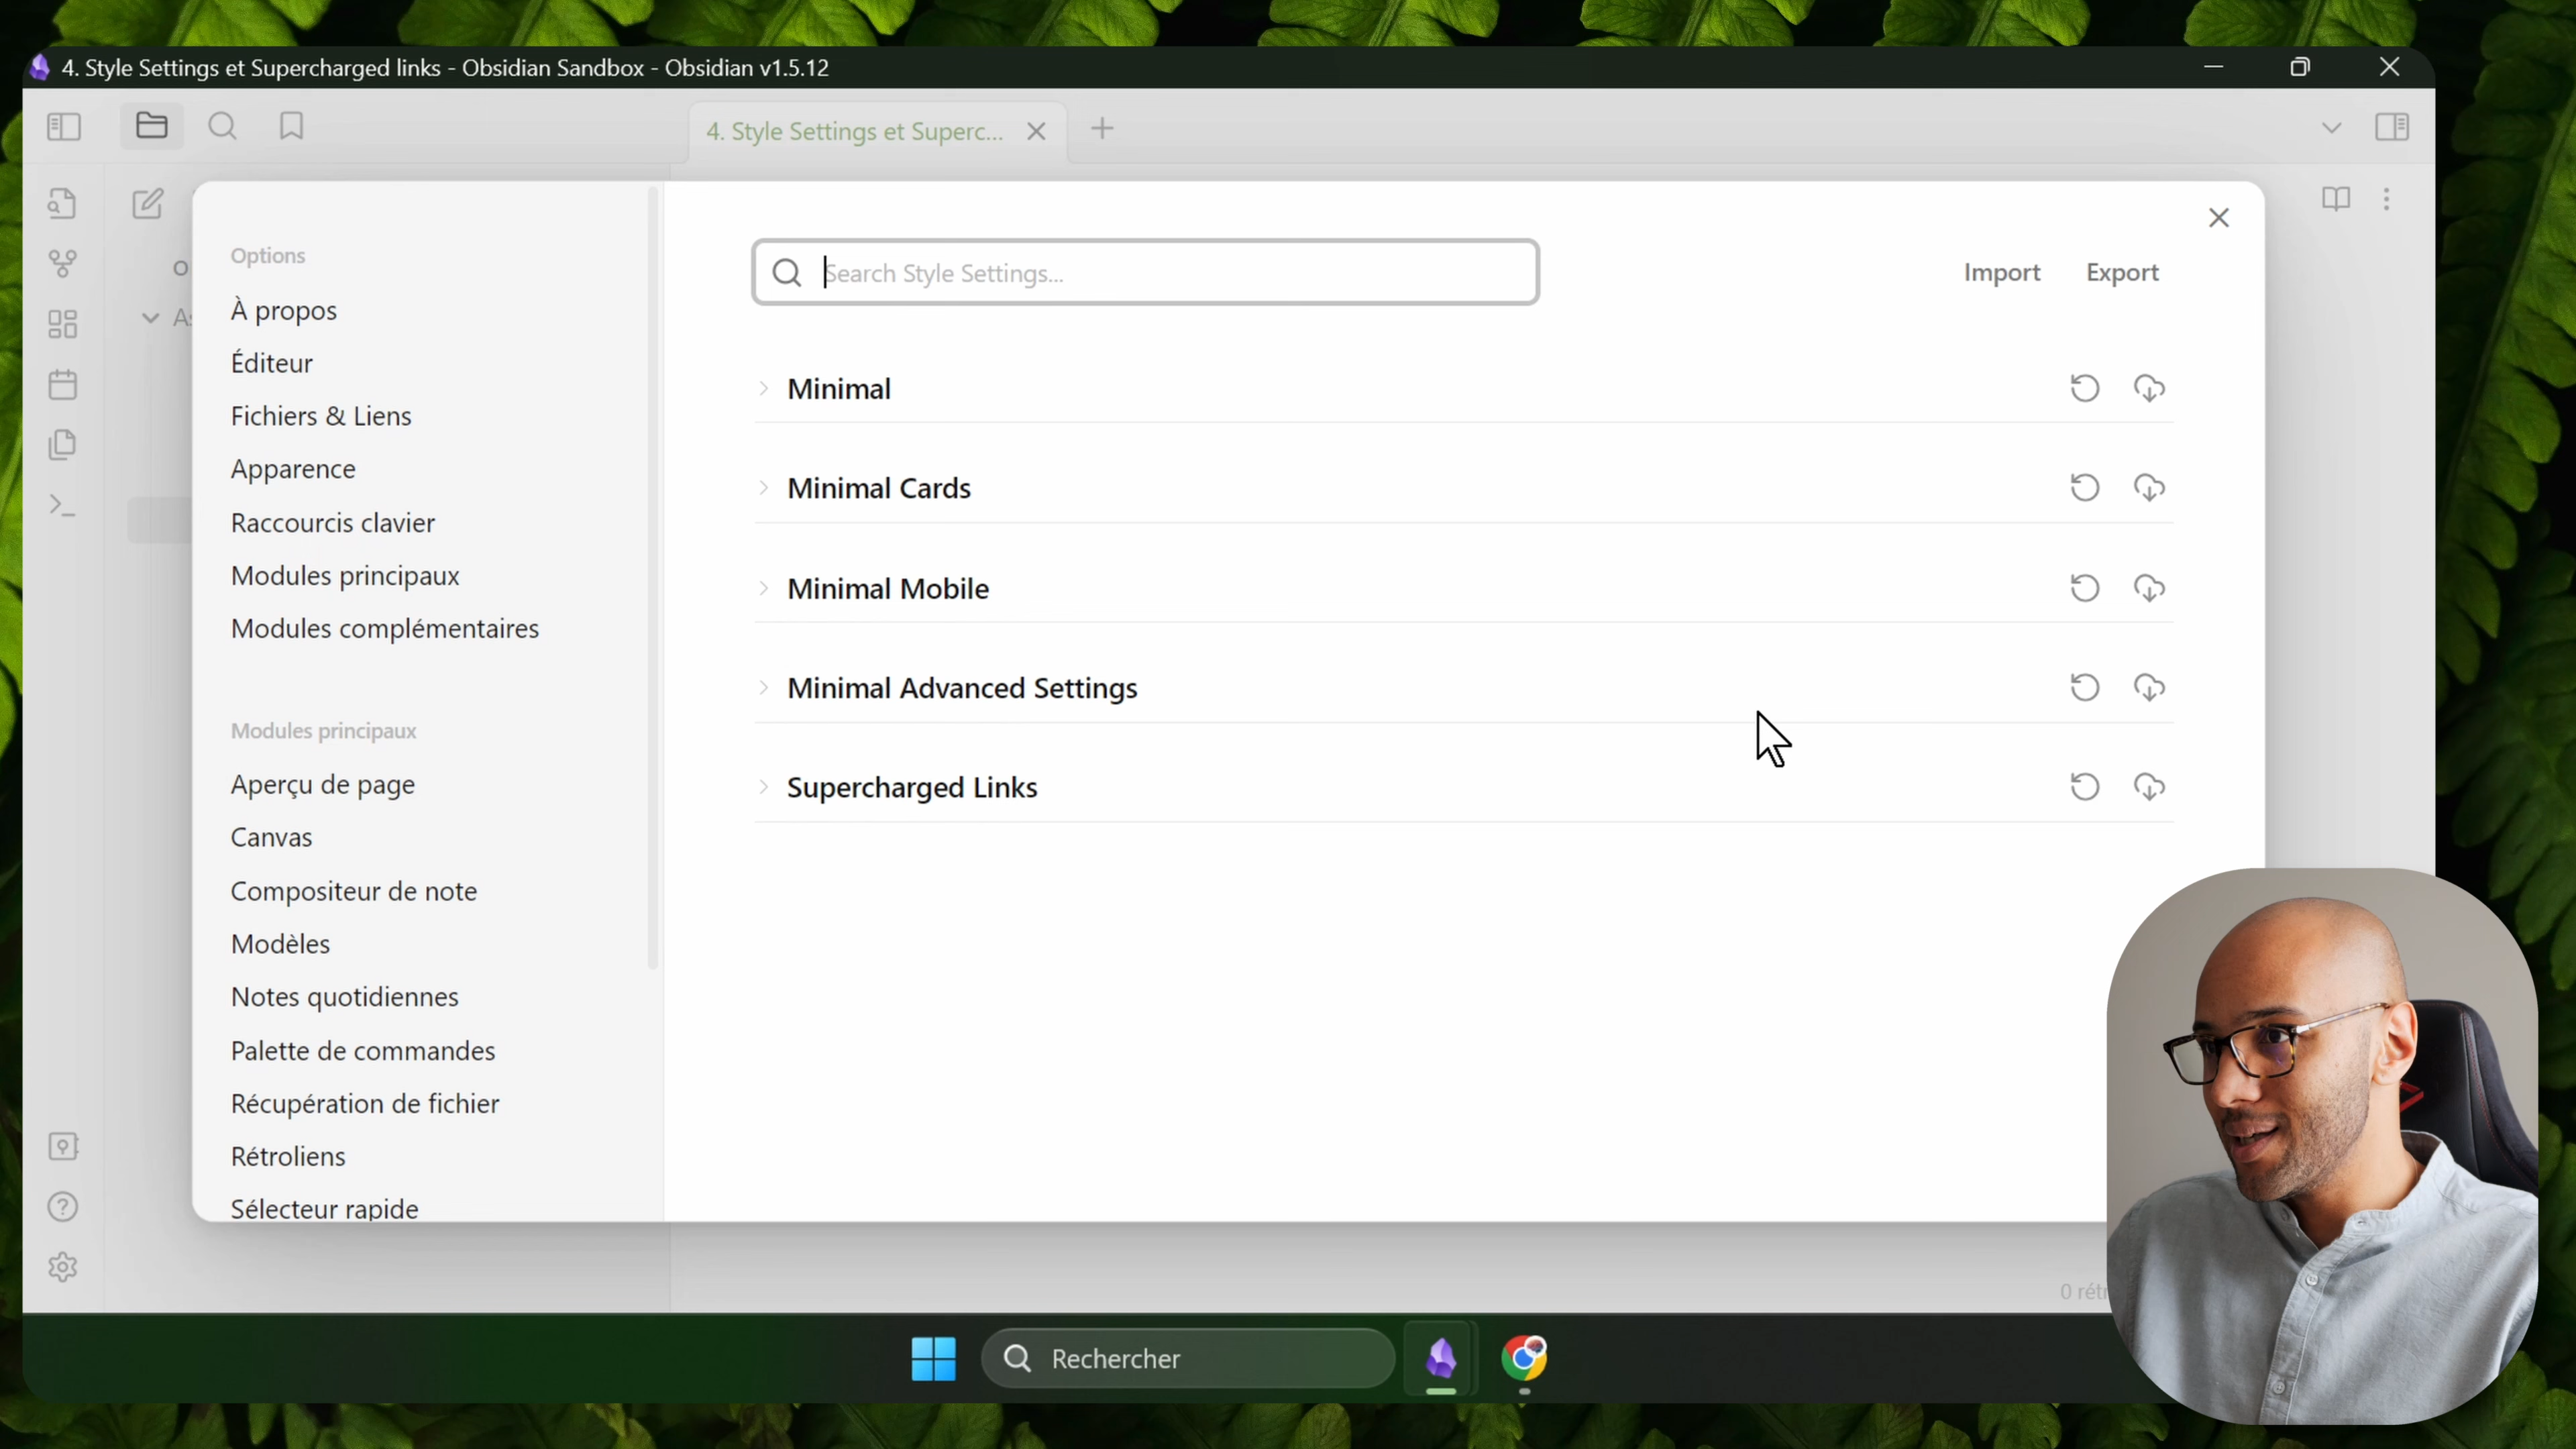 4. Style Settings et Supercharged links - Obsidian Sandbox - Obsidian v1.5.12
4. Style Settings et Superc...
Options
À propos
Éditeur
Fichiers & Liens
Apparence
Raccourcis clavier
Modules principaux
Modules complémentaires
Modules principaux
Aperçu de page
Canvas
Compositeur de note
Modèles
Notes quotidiennes
Palette de commandes
Récupération de fichier
Rétroliens
Sélecteur rapide
Search Style Settings...
Import
Export
Minimal
Minimal Cards
Minimal Mobile
Minimal Advanced Settings
Supercharged Links
0
Rechercher